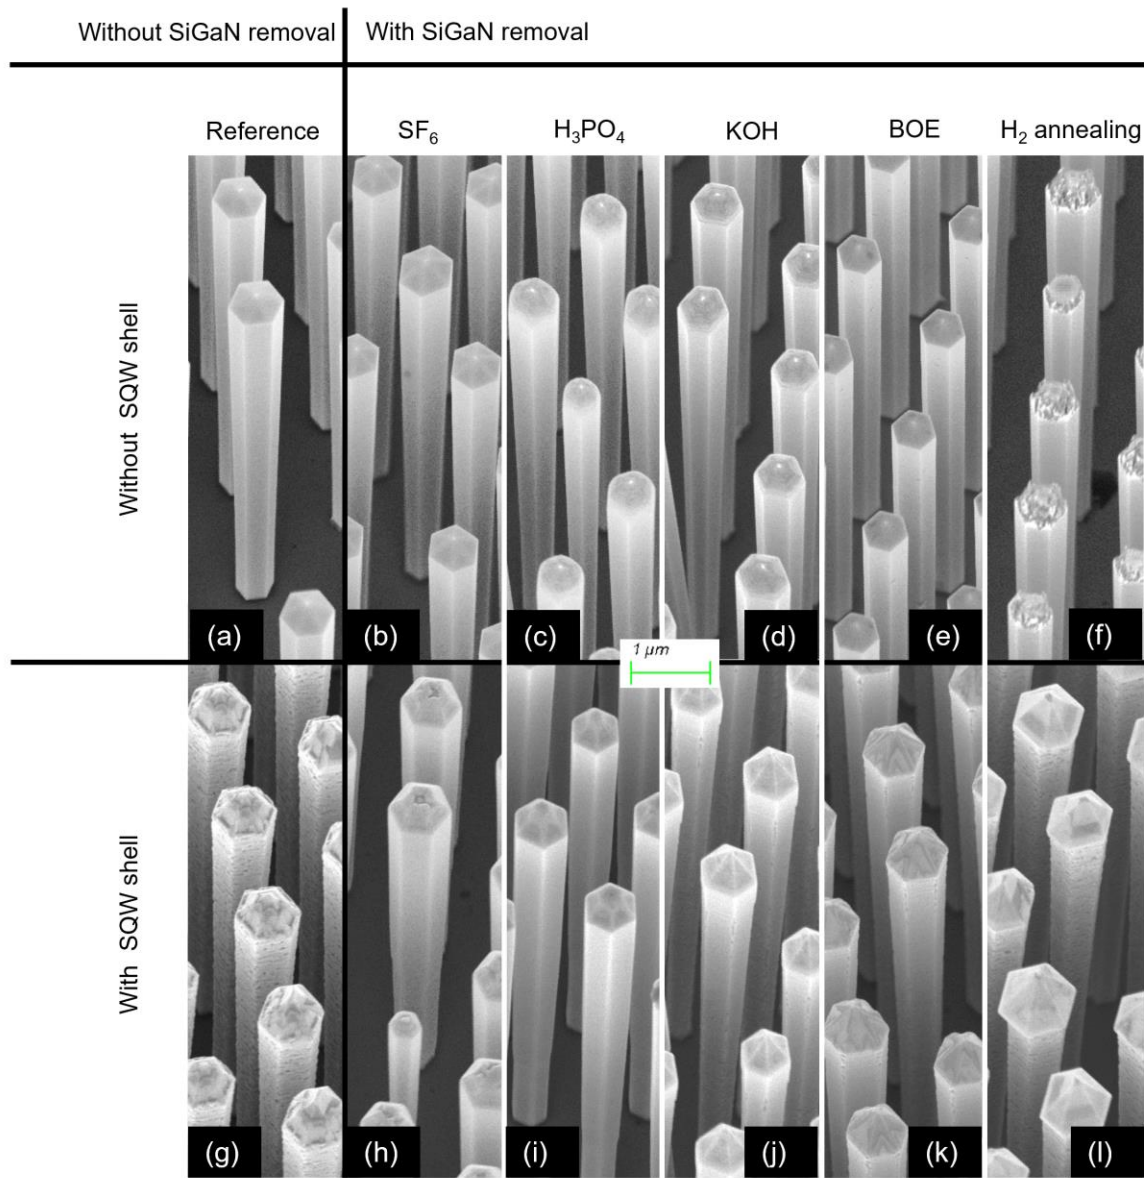 Without SiGaN removal
With SiGaN removal
Reference
SF₆
H₃PO₄
KOH
BOE
H₂ annealing
Without SQW shell
(a)
(b)
(c)
(d)
(e)
(f)
1 µm
With SQW shell
(g)
(h)
(i)
(j)
(k)
(l)